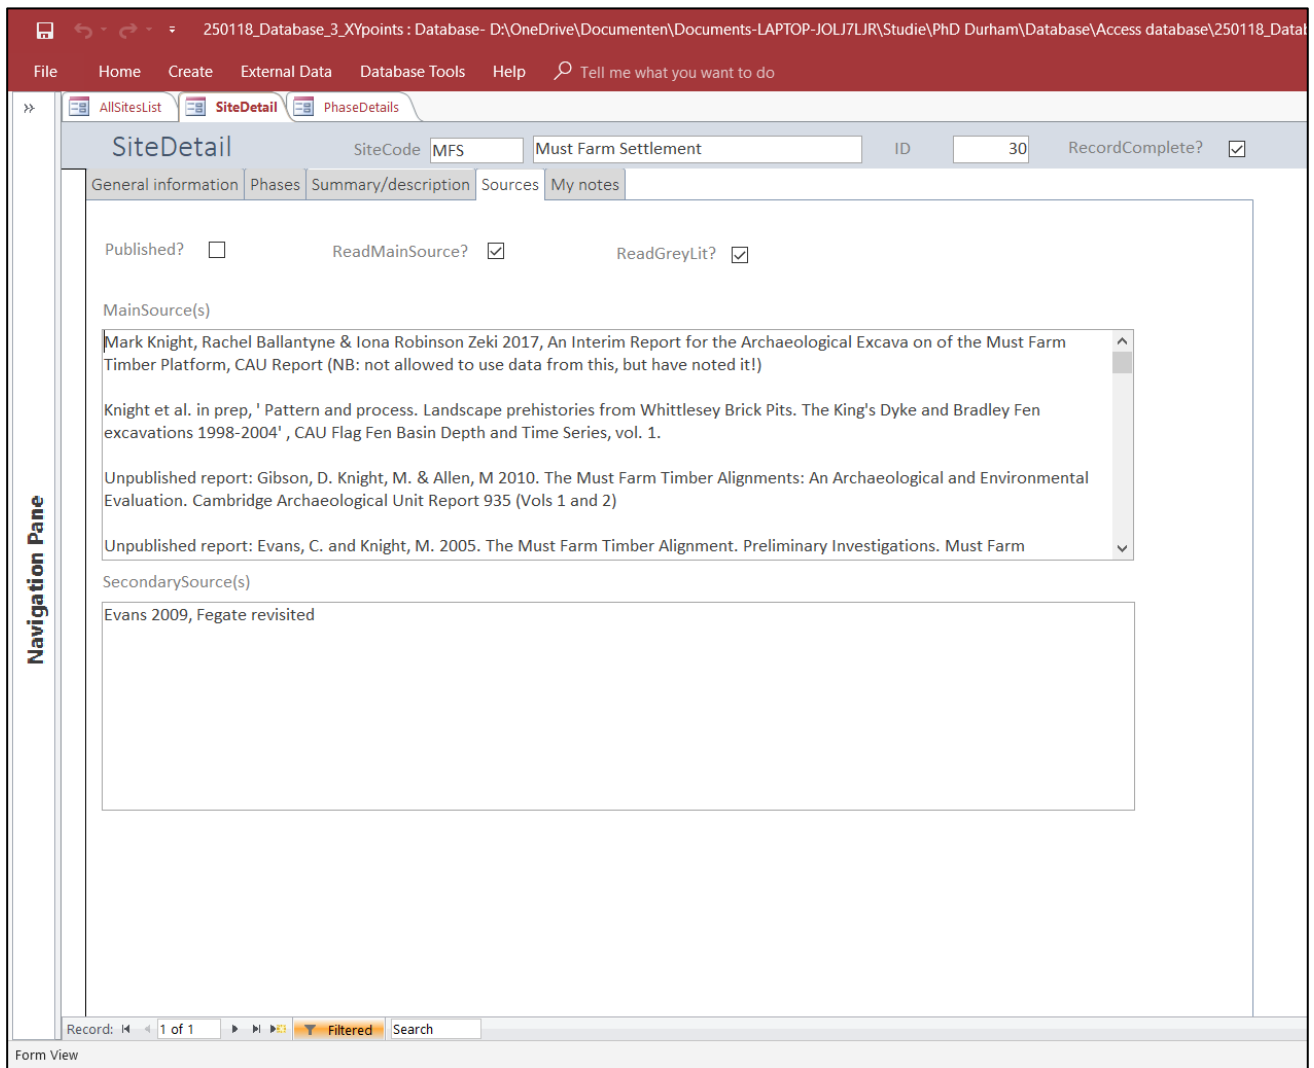 250118_Database_3_XYpoints : Database- D:\OneDrive\Documenten\Documents-LAPTOP-JOLJ7LJR\Studie\PhD Durham\Database\Access database\250118_Datab
File Home Create External Data Database Tools Help Tell me what you want to do
AllSitesList SiteDetail PhaseDetails
SiteDetail SiteCode MFS Must Farm Settlement ID 30 RecordComplete?
General information Phases Summary/description Sources My notes
Published? ReadMainSource? ReadGreyLit?
MainSource(s)
Mark Knight, Rachel Ballantyne & Iona Robinson Zeki 2017, An Interim Report for the Archaeological Excava on of the Must Farm
Timber Platform, CAU Report (NB: not allowed to use data from this, but have noted it!)
Knight et al. in prep, ' Pattern and process. Landscape prehistories from Whittlesey Brick Pits. The King's Dyke and Bradley Fen
excavations 1998-2004' , CAU Flag Fen Basin Depth and Time Series, vol. 1.
Unpublished report: Gibson, D. Knight, M. & Allen, M 2010. The Must Farm Timber Alignments: An Archaeological and Environmental
Evaluation. Cambridge Archaeological Unit Report 935 (Vols 1 and 2)
Unpublished report: Evans, C. and Knight, M. 2005. The Must Farm Timber Alignment. Preliminary Investigations. Must Farm
SecondarySource(s)
Evans 2009, Fegate revisited
Navigation Pane
Record: 1 of 1 Filtered Search
Form View